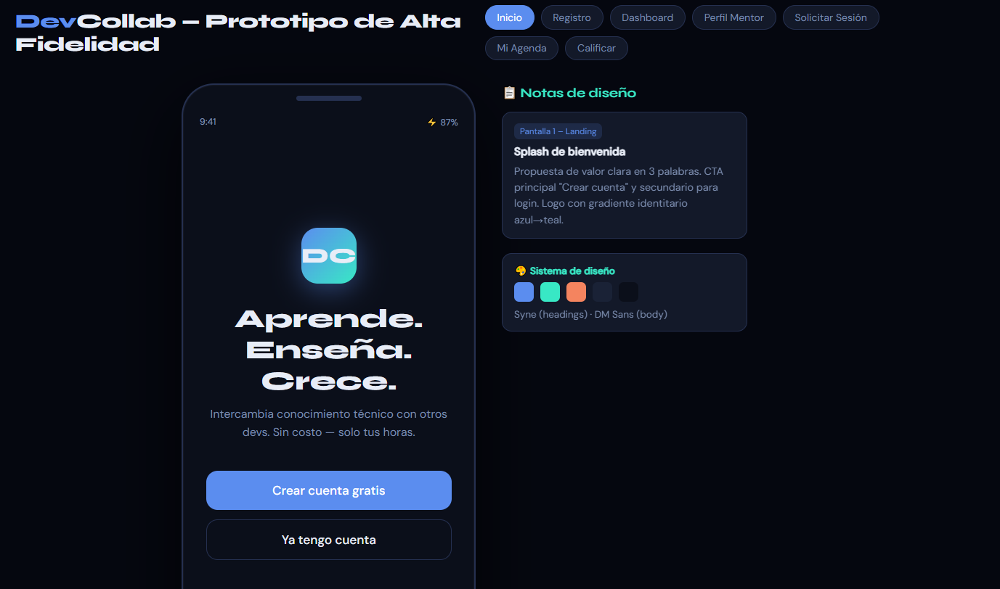 DevCollab — Prototipo de Alta
Fidelidad
Inicio
Registro
Dashboard
Perfil Mentor
Solicitar Sesión
Mi Agenda
Calificar
9:41
⚡ 87%
DC
Aprende.
Enseña.
Crece.
Intercambia conocimiento técnico con otros
devs. Sin costo — solo tus horas.
Crear cuenta gratis
Ya tengo cuenta
📋 Notas de diseño
Pantalla 1 – Landing
Splash de bienvenida
Propuesta de valor clara en 3 palabras. CTA
principal "Crear cuenta" y secundario para
login. Logo con gradiente identitario
azul→teal.
🎨 Sistema de diseño
Syne (headings) · DM Sans (body)